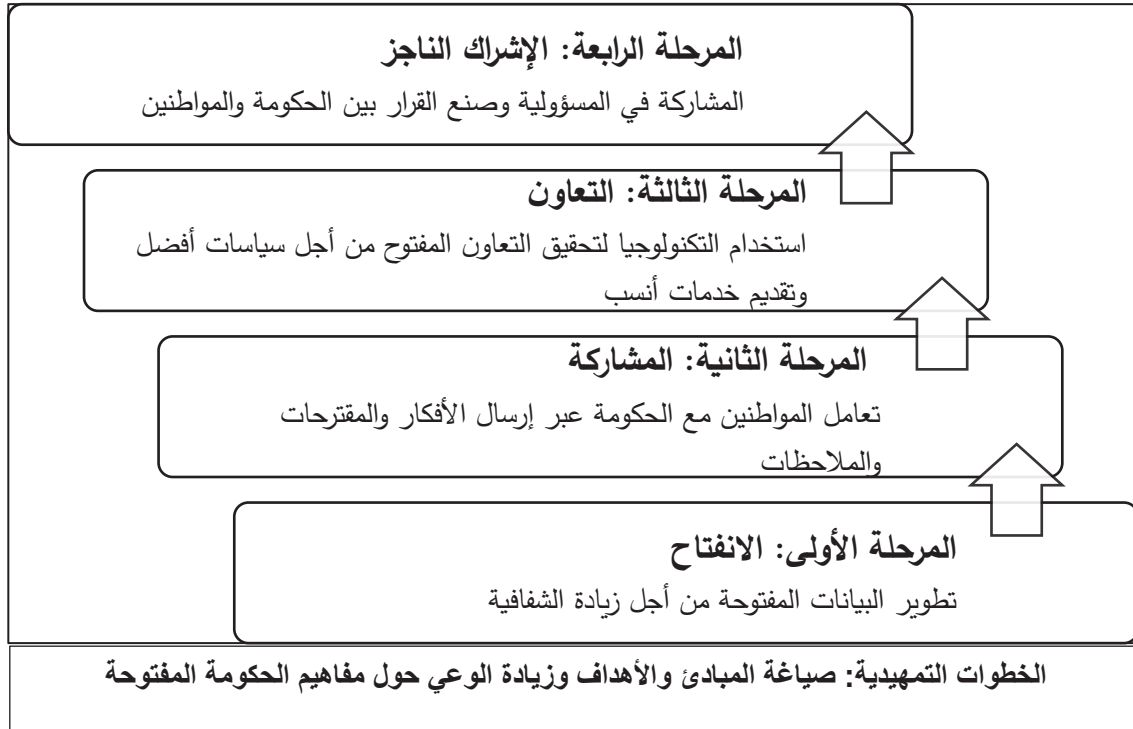 المرحلة الرابعة: الإشراك الناجز
المشاركة في المسؤولية وصنع القرار بين الحكومة والمواطنين
المرحلة الثالثة: التعاون
استخدام التكنولوجيا لتحقيق التعاون المفتوح من أجل سياسات أفضل
وتقديم خدمات أنسب
المرحلة الثانية: المشاركة
تعامل المواطنين مع الحكومة عبر إرسال الأفكار والمقترحات
والملاحظات
المرحلة الأولى: الانفتاح
تطوير البيانات المفتوحة من أجل زيادة الشفافية
الخطوات التمهيدية: صياغة المبادئ والأهداف وزيادة الوعي حول مفاهيم الحكومة المفتوحة